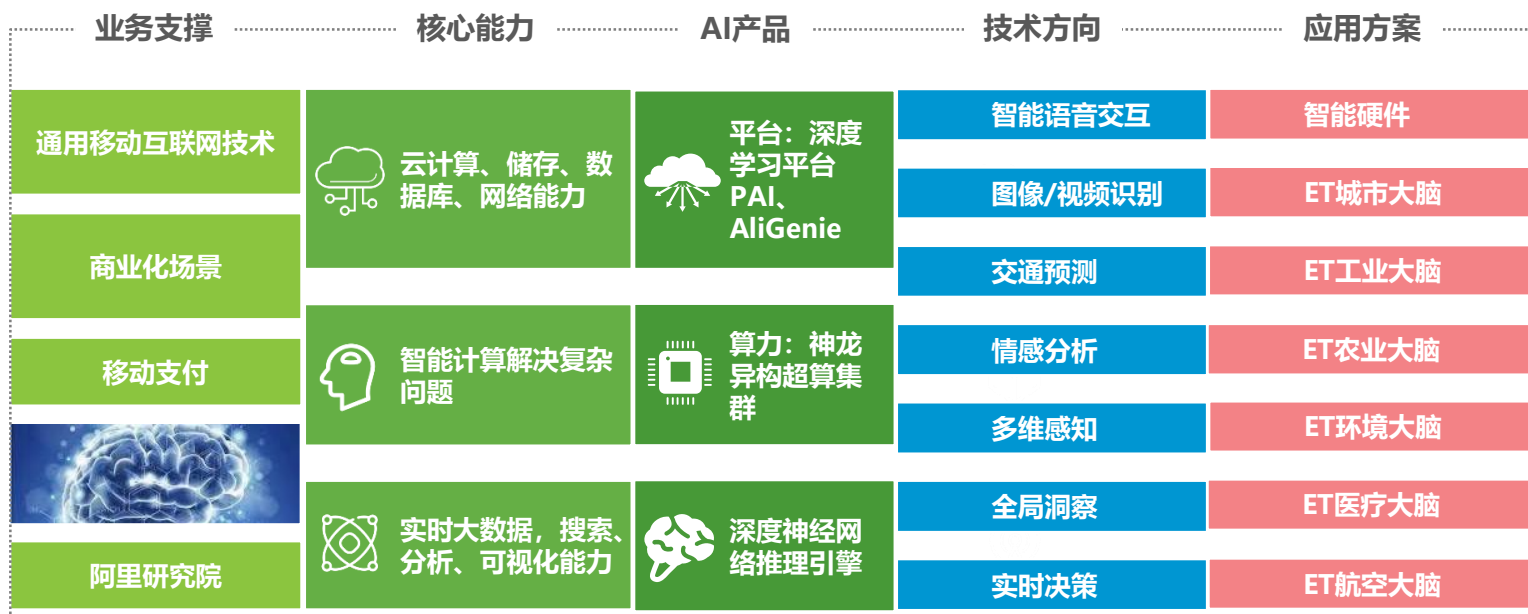 业务支撑
核心能力
AI产品
技术方向
应用方案
通用移动互联网技术
商业化场景
移动支付
阿里研究院
云计算、储存、数
据库、网络能力
智能计算解决复杂
问题
实时大数据，搜索、
分析、可视化能力
平台：深度
学习平台
PAI、
AliGenie
算力：神龙
异构超算集
群
深度神经网
络推理引擎
智能语音交互
图像/视频识别
交通预测
情感分析
多维感知
全局洞察
实时决策
智能硬件
ET城市大脑
ET工业大脑
ET农业大脑
ET环境大脑
ET医疗大脑
ET航空大脑